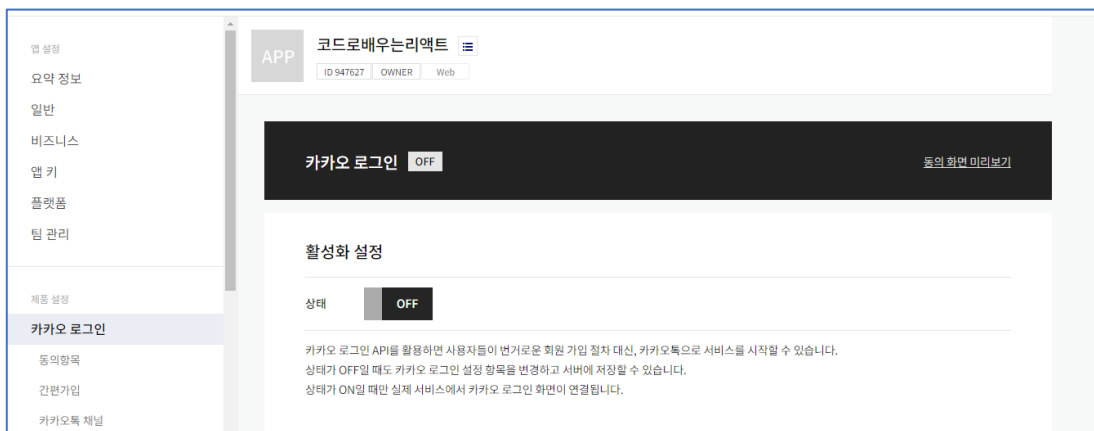 앱 설정
요약 정보
일반
비즈니스
앱 키
플랫폼
팀 관리
제품 설정
카카오 로그인
동의항목
간편가입
카카오톡 채널
APP
코드로배우는리액트
ID 947627 OWNER Web
카카오 로그인 OFF 동의 화면 미리보기
활성화 설정
상태 OFF
카카오 로그인 API를 활용하면 사용자들이 번거로운 회원 가입 절차 대신, 카카오톡으로 서비스를 시작할 수 있습니다.
상태가 OFF일 때도 카카오 로그인 설정 항목을 변경하고 서버에 저장할 수 있습니다.
상태가 ON일 때만 실제 서비스에서 카카오 로그인 화면이 연결됩니다.